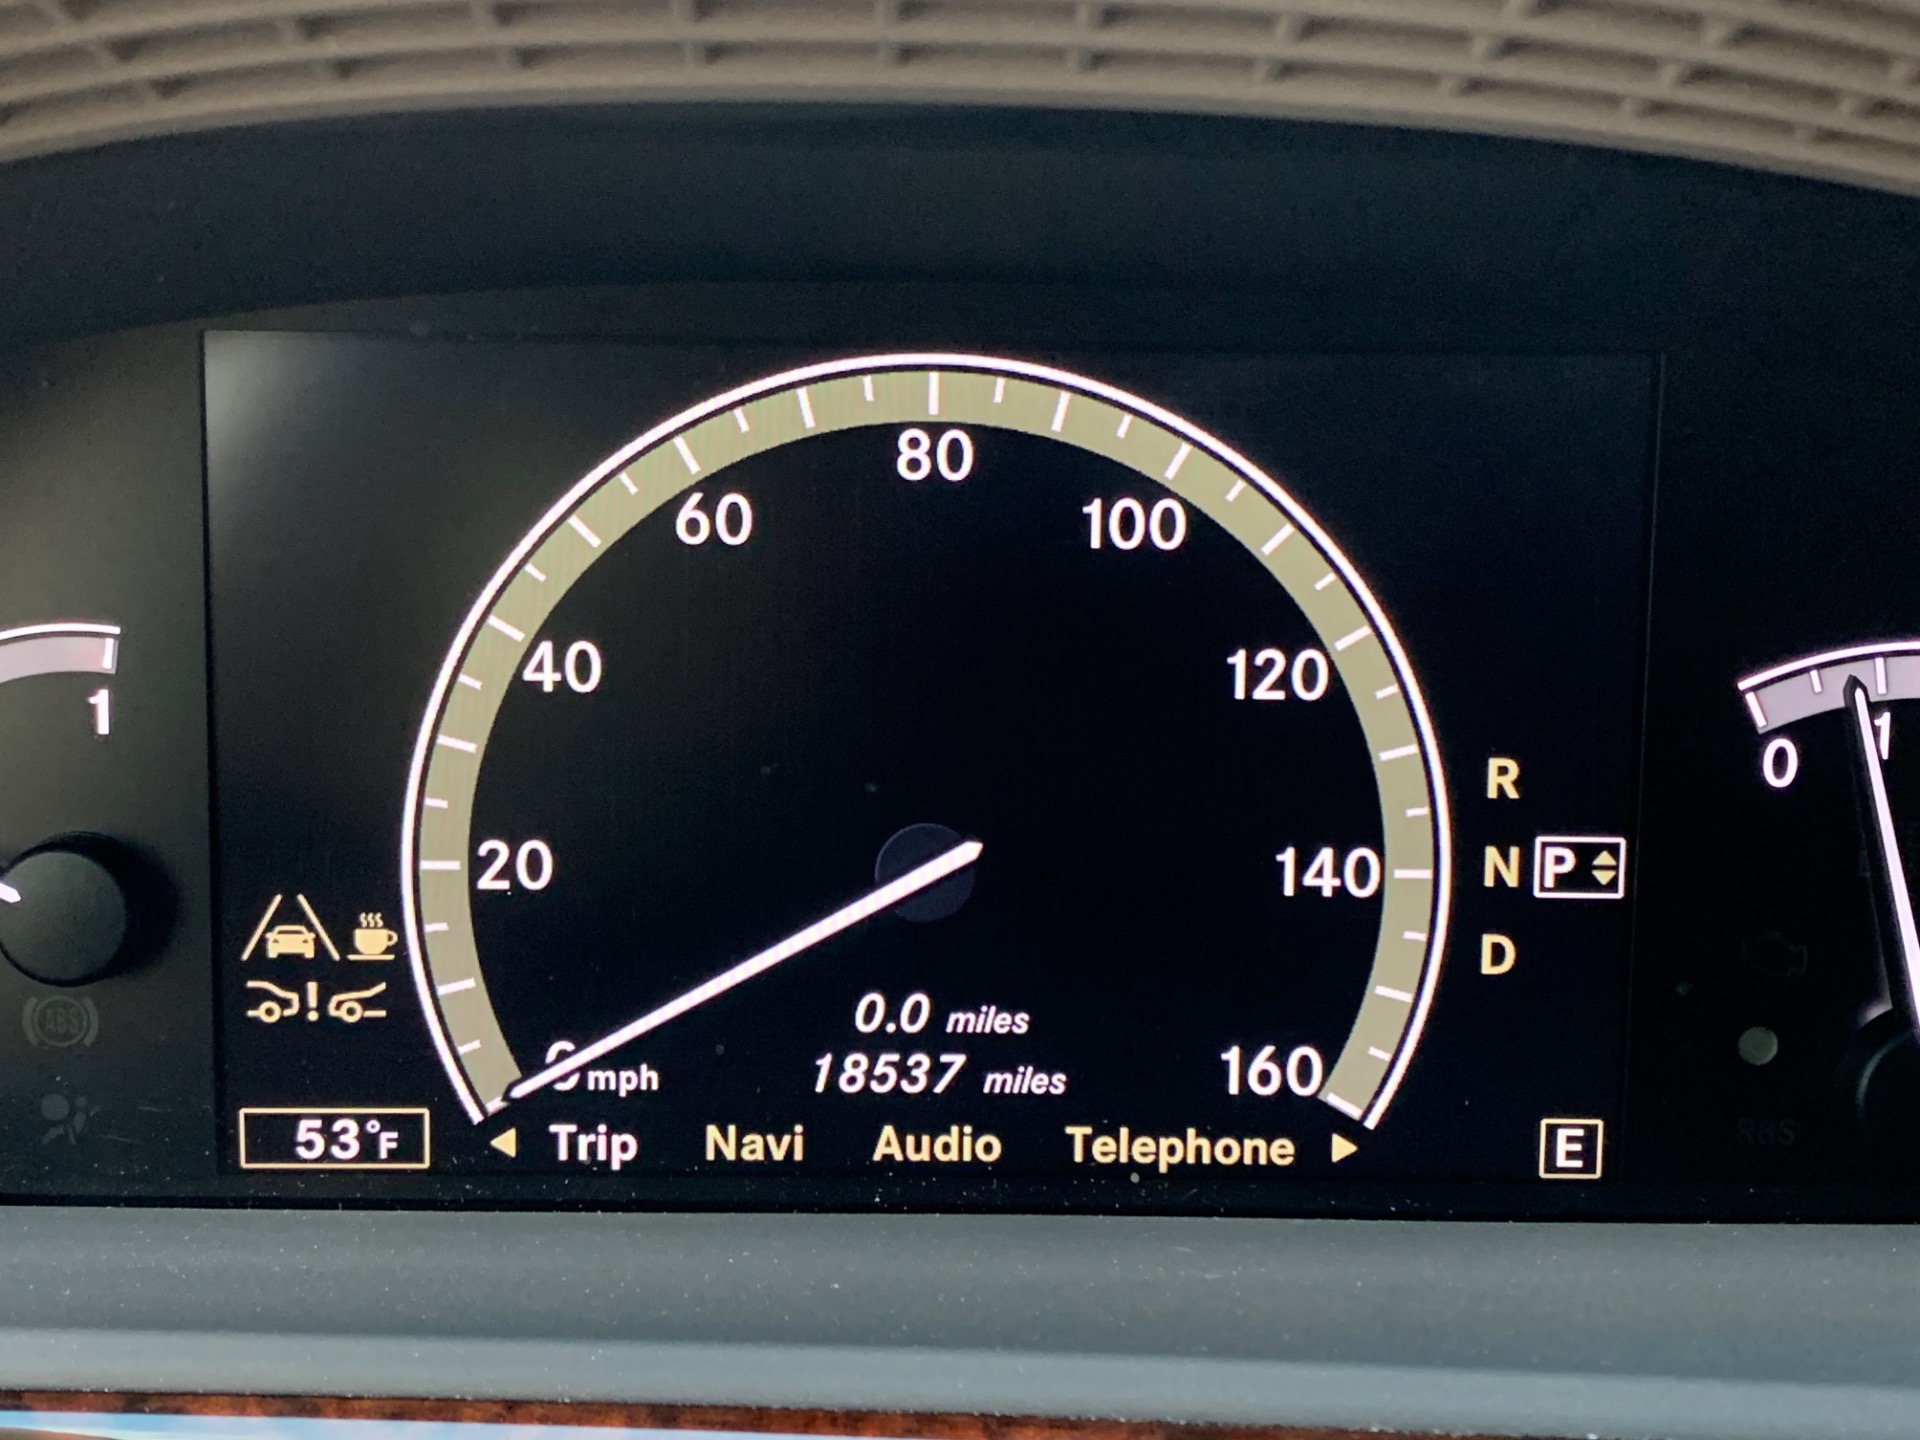 80
60
100
40
120
1
R
0
1
20
140
N
P
D
0.0 miles
ABS
mph
18537 miles
160
53°F
Trip
Navi
Audio
Telephone
E
RBS